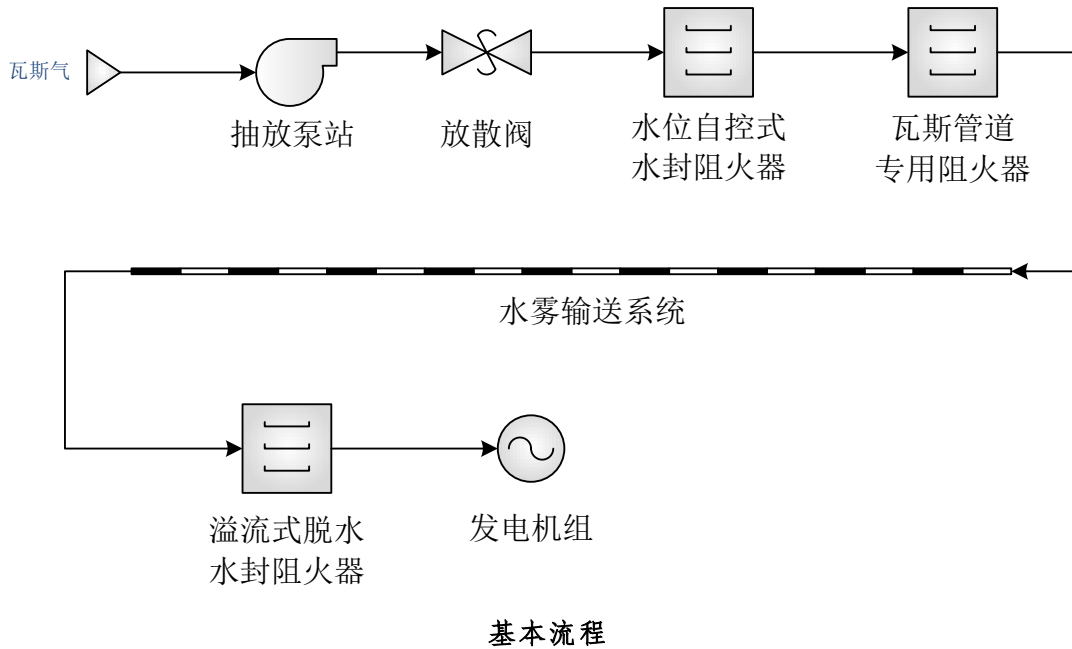 瓦斯气
抽放泵站
放散阀
水位自控式
水封阻火器
瓦斯管道
专用阻火器
水雾输送系统
溢流式脱水
水封阻火器
发电机组
基本流程